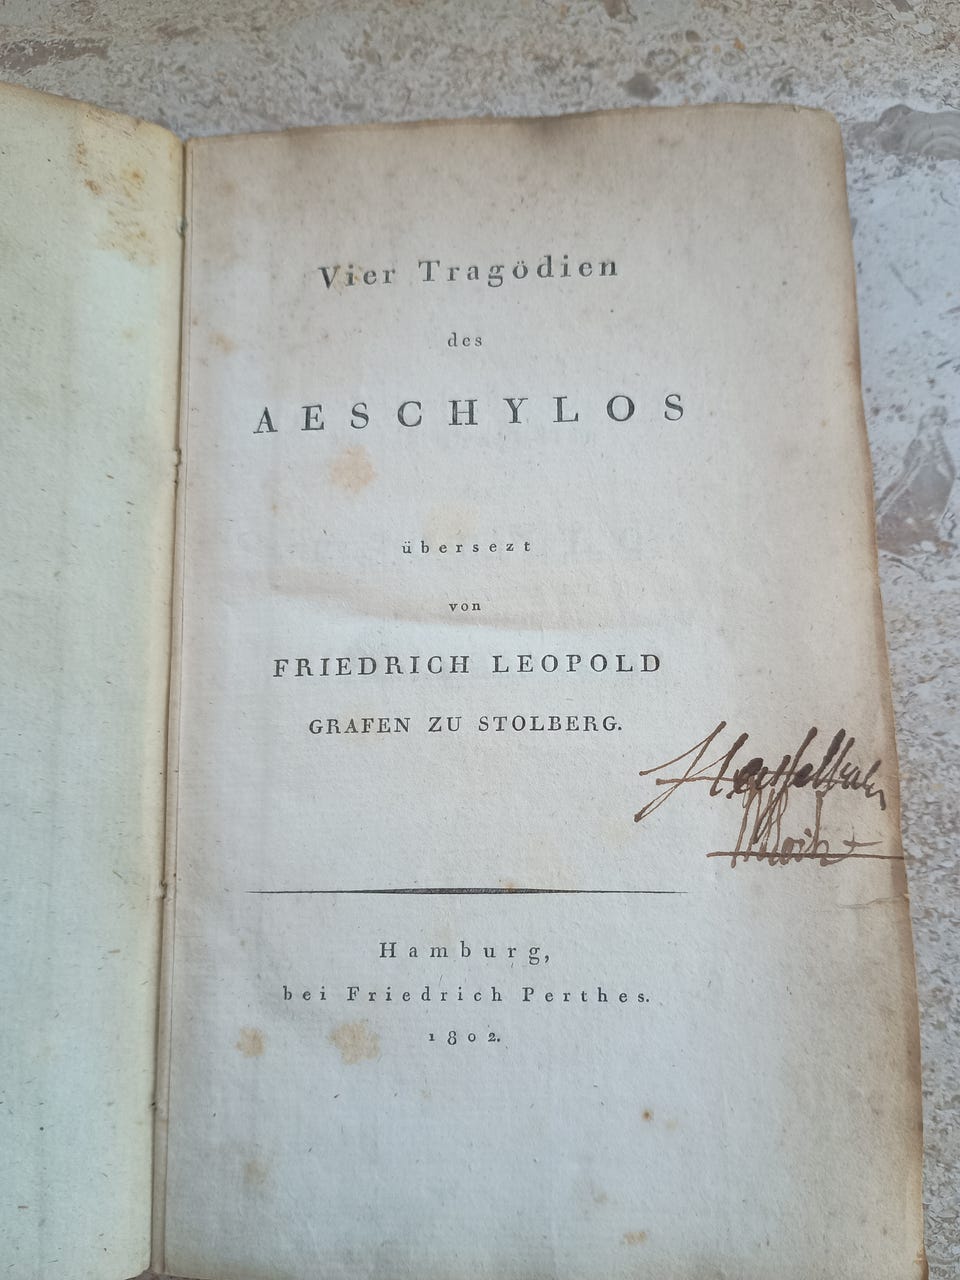 Vier Tragödien
des
AESCHYLOS
übersezt
von
FRIEDRICH LEOPOLD
GRAFEN ZU STOLBERG.
Hamburg,
bei Friedrich Perthes.
1802.